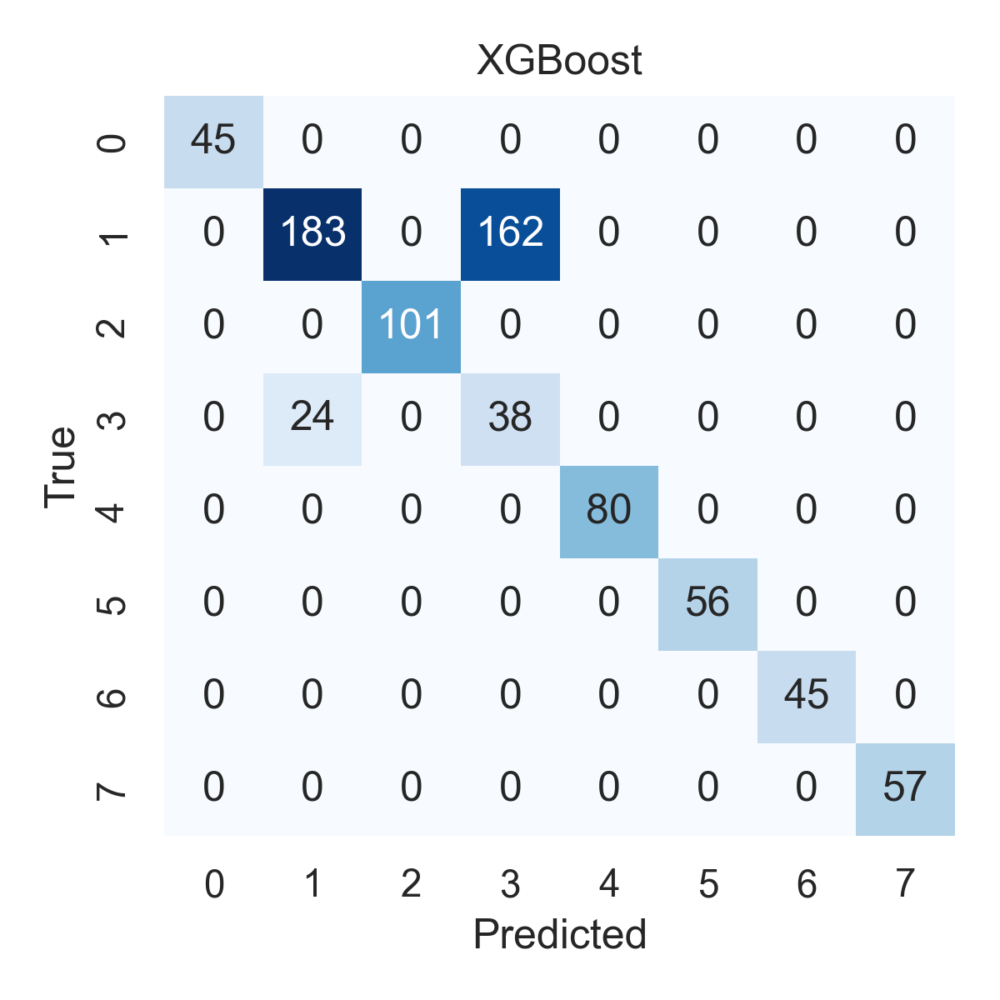 XGBoost
0 45 0 0 0 0 0 0 0
1 0 183 0 162 0 0 0 0
2 0 0 101 0 0 0 0 0
3 0 24 0 38 0 0 0 0
4 0 0 0 0 80 0 0 0
5 0 0 0 0 0 56 0 0
6 0 0 0 0 0 0 45 0
7 0 0 0 0 0 0 0 57
True
0 1 2 3 4 5 6 7
Predicted